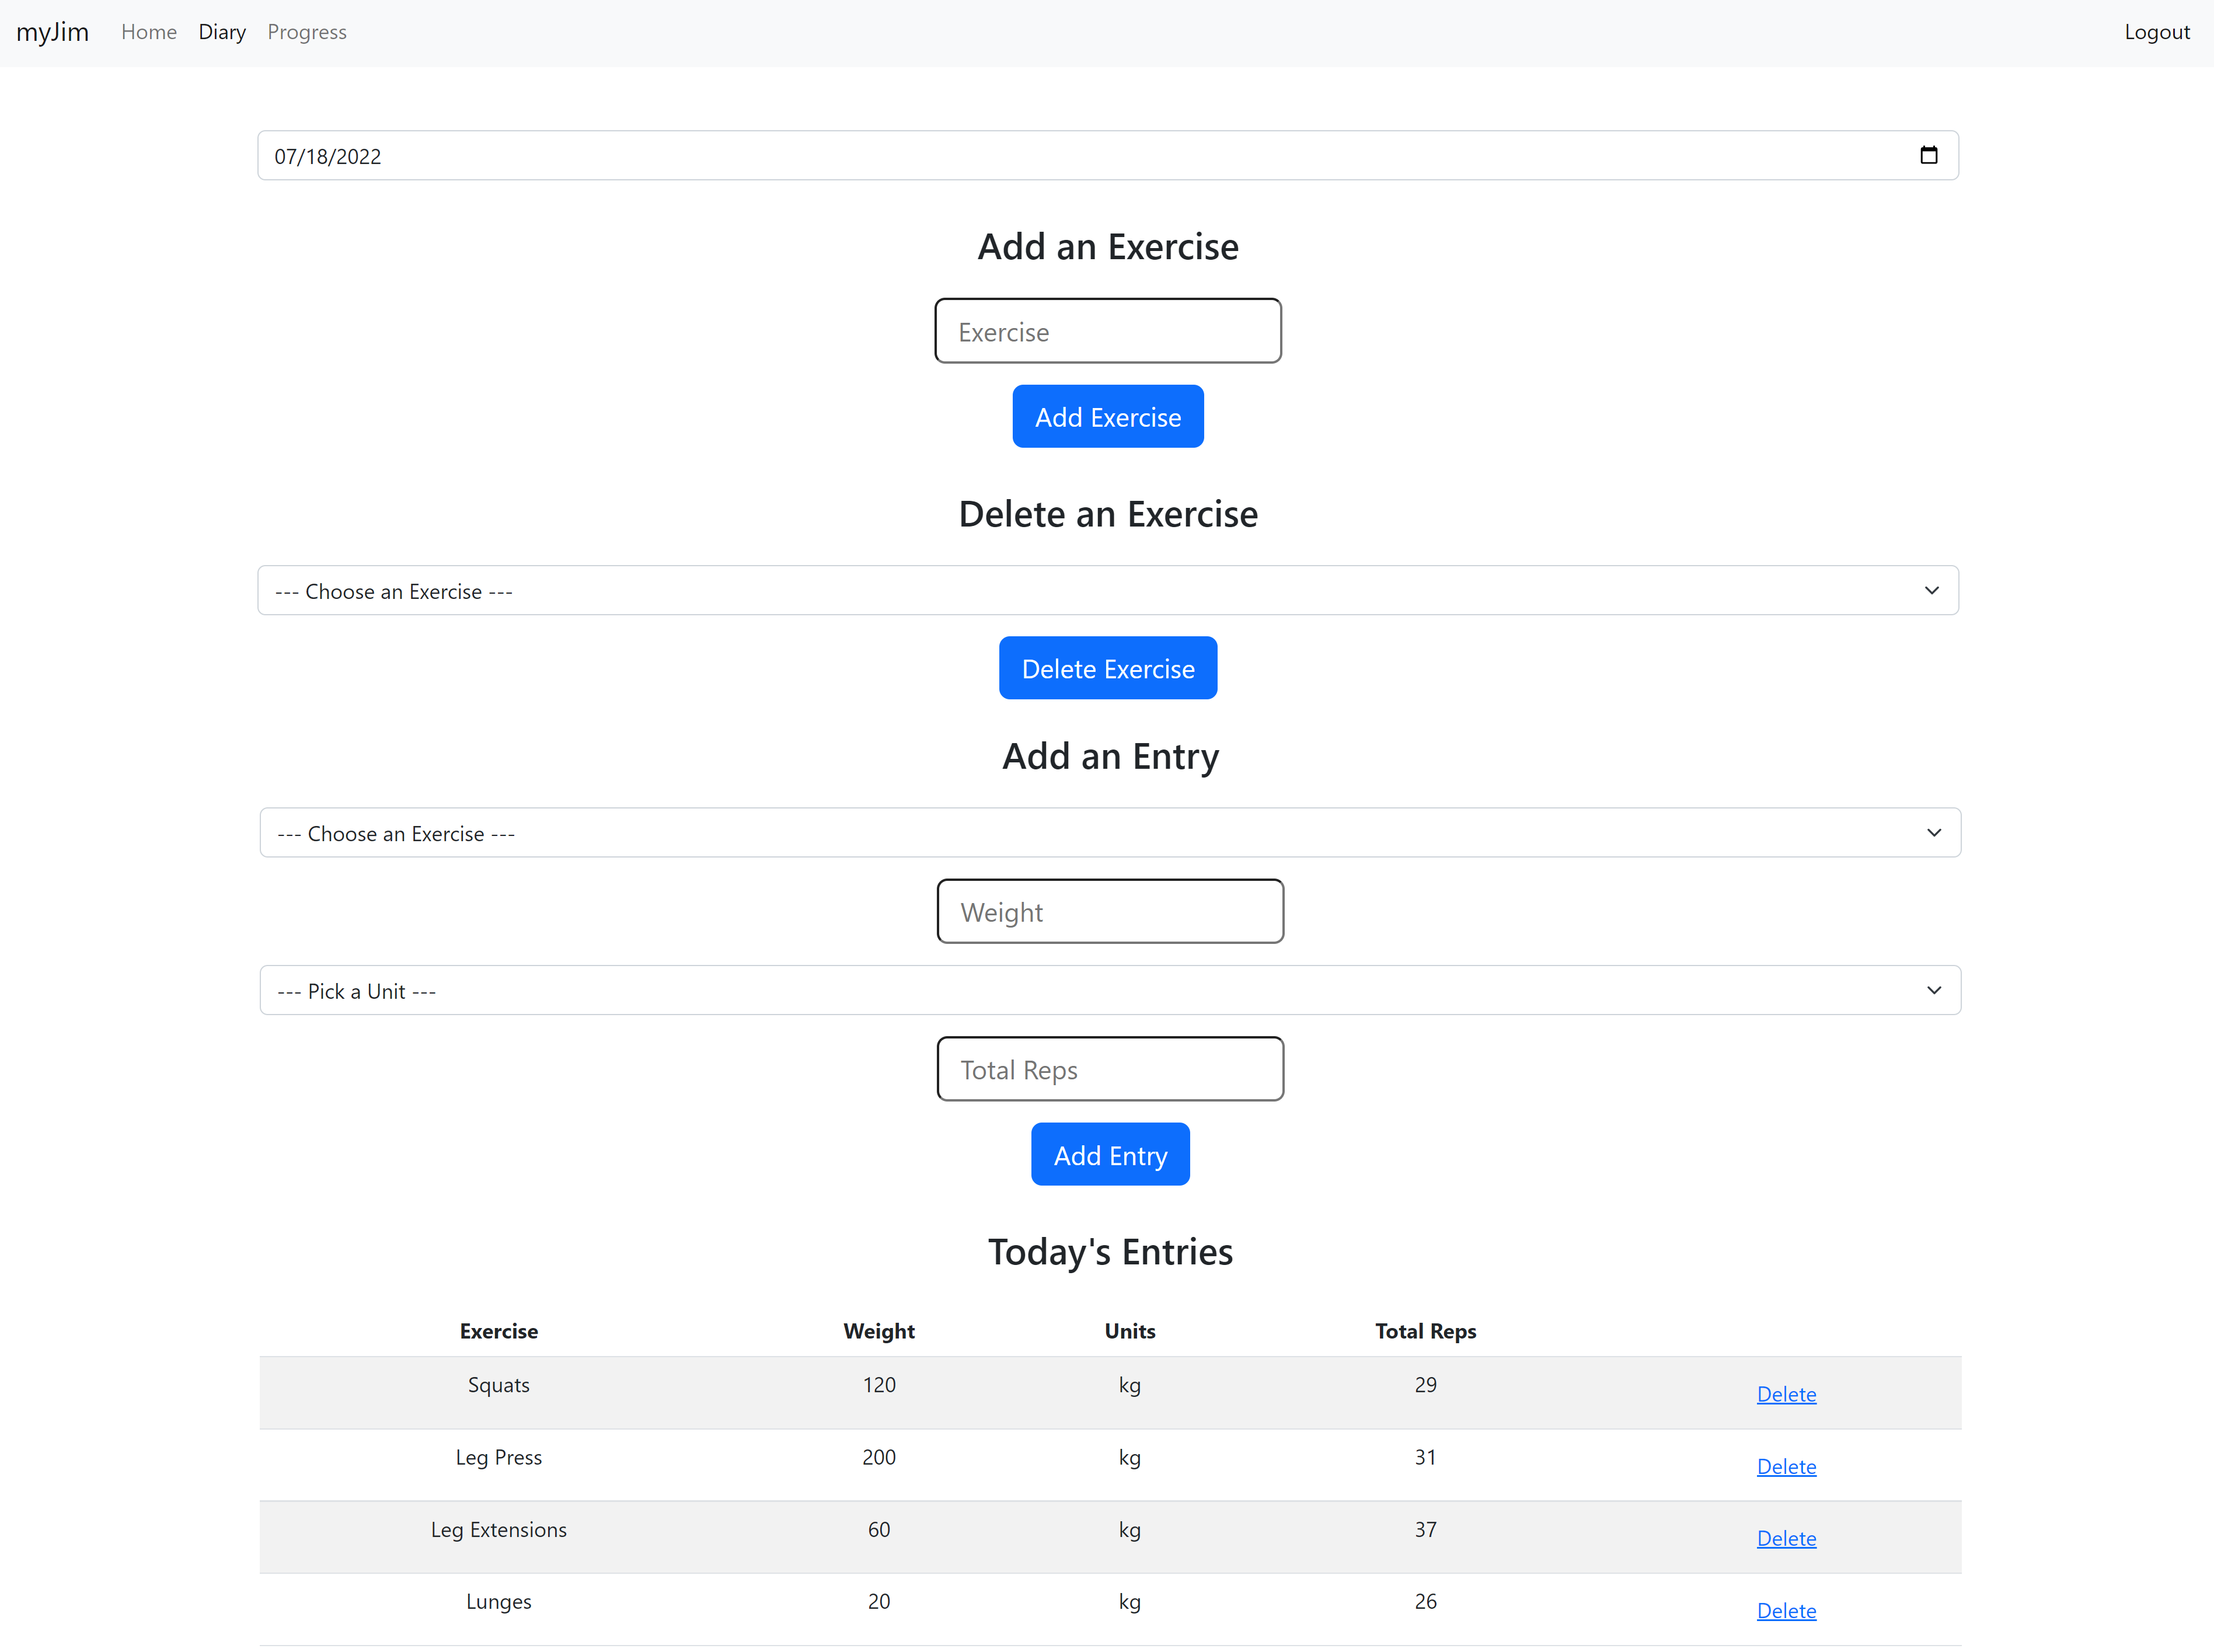 myJim Home Diary Progress Logout
07/18/2022
Add an Exercise
Exercise
Add Exercise
Delete an Exercise
--- Choose an Exercise ---
Delete Exercise
Add an Entry
--- Choose an Exercise ---
Weight
--- Pick a Unit ---
Total Reps
Add Entry
Today's Entries
Exercise Weight Units Total Reps
Squats 120 kg 29 Delete
Leg Press 200 kg 31 Delete
Leg Extensions 60 kg 37 Delete
Lunges 20 kg 26 Delete